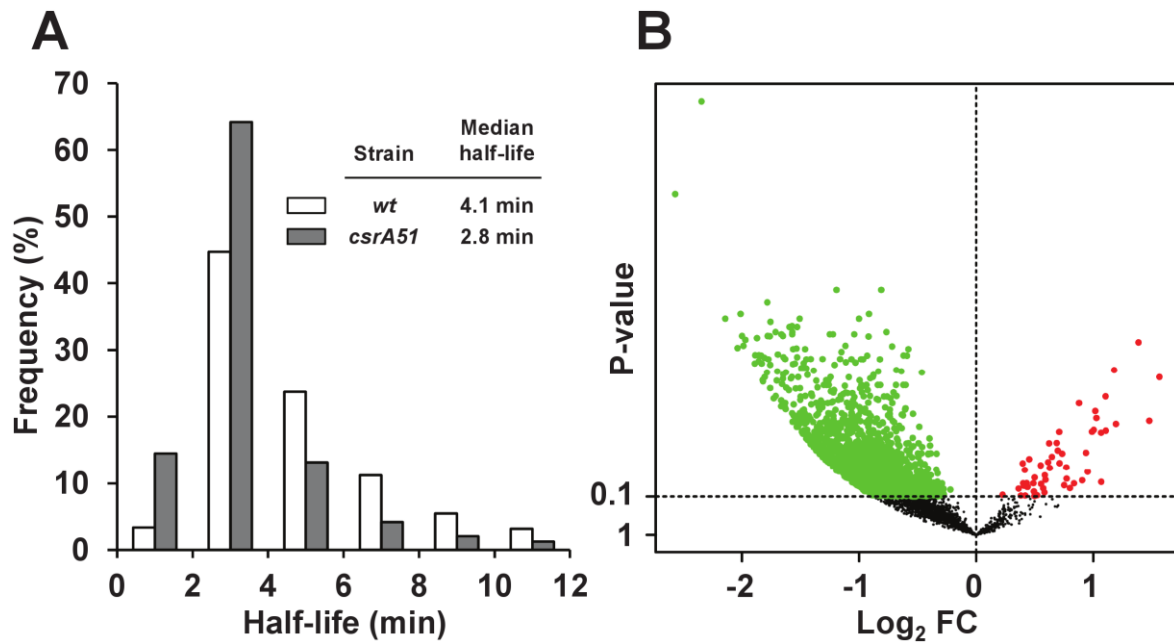 A
70
60
50
40
30
20
10
0
Frequency (%)
0 2 4 6 8 10 12
Half-life (min)
Median
Strain half-life
wt 4.1 min
csrA51 2.8 min
B
P-value
0.1
1
-2 -1 0 1
Log₂ FC